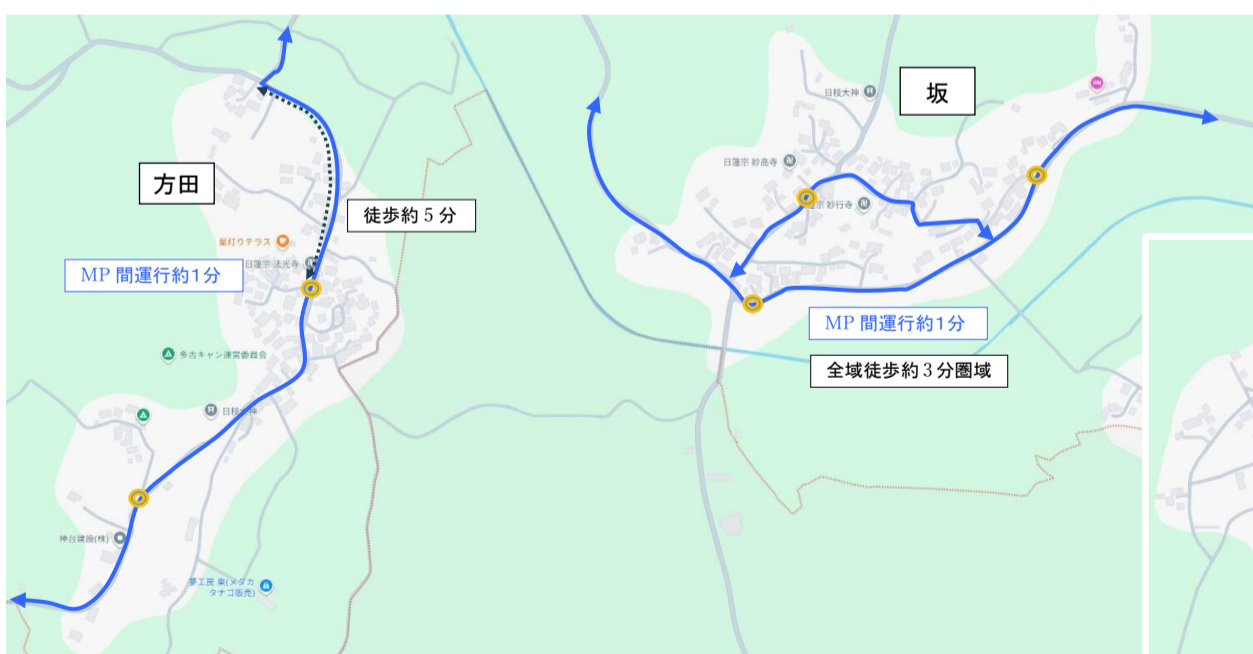 方田
徒歩約5分
星灯りテラス
日蓮宗 法光寺
MP 間運行約1分
多古キャン運営委員会
日枝大神
神台建設(株)
夢工房 東(メダカ
タナゴ販売)
坂
日枝大神
日蓮宗 妙高寺
宗 妙行寺
MP 間運行約1分
全域徒歩約3分圏域